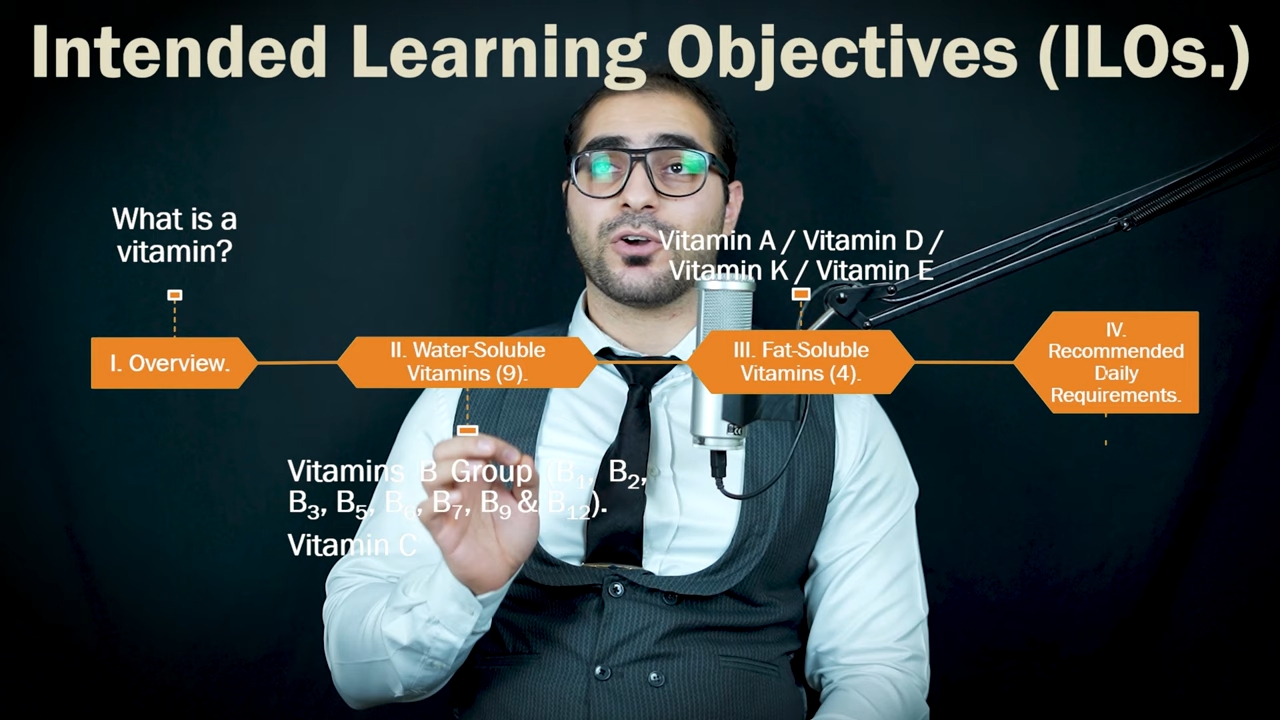 Intended Learning Objectives (ILOs.)
What is a
vitamin?
Vitamin A / Vitamin D /
Vitamin K / Vitamin E
I. Overview.
II. Water-Soluble
Vitamins (9).
III. Fat-Soluble
Vitamins (4).
IV.
Recommended
Daily
Requirements.
Vitamins B Group (B₁, B₂,
B₃, B₅, B₆, B₇, B₉ & B₁₂).
Vitamin C